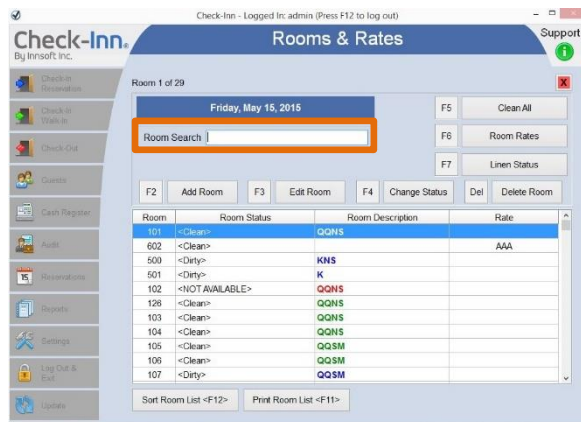 Check-Inn - Logged In: admin (Press F12 to log out)
Check-Inn.
By Innsoft Inc.
Rooms & Rates
Support
Check-In
Reservation
Check-In
Walk-In
Check-Out
Guests
Cash Register
Audit
Reservations
Reports
Settings
Log Out &
Exit
Update
Room 1 of 29
X
Friday, May 15, 2015
F5 Clean All
Room Search
F6 Room Rates
F7 Linen Status
F2 Add Room F3 Edit Room F4 Change Status Del Delete Room
Room Room Status Room Description Rate
101 <Clean> QQNS
602 <Clean> AAA
500 <Dirty> KNS
501 <Dirty> K
102 <NOT AVAILABLE> QQNS
126 <Clean> QQNS
103 <Clean> QQNS
104 <Clean> QQNS
105 <Clean> QQSM
106 <Clean> QQSM
107 <Dirty> QQSM
Sort Room List <F12> Print Room List <F11>